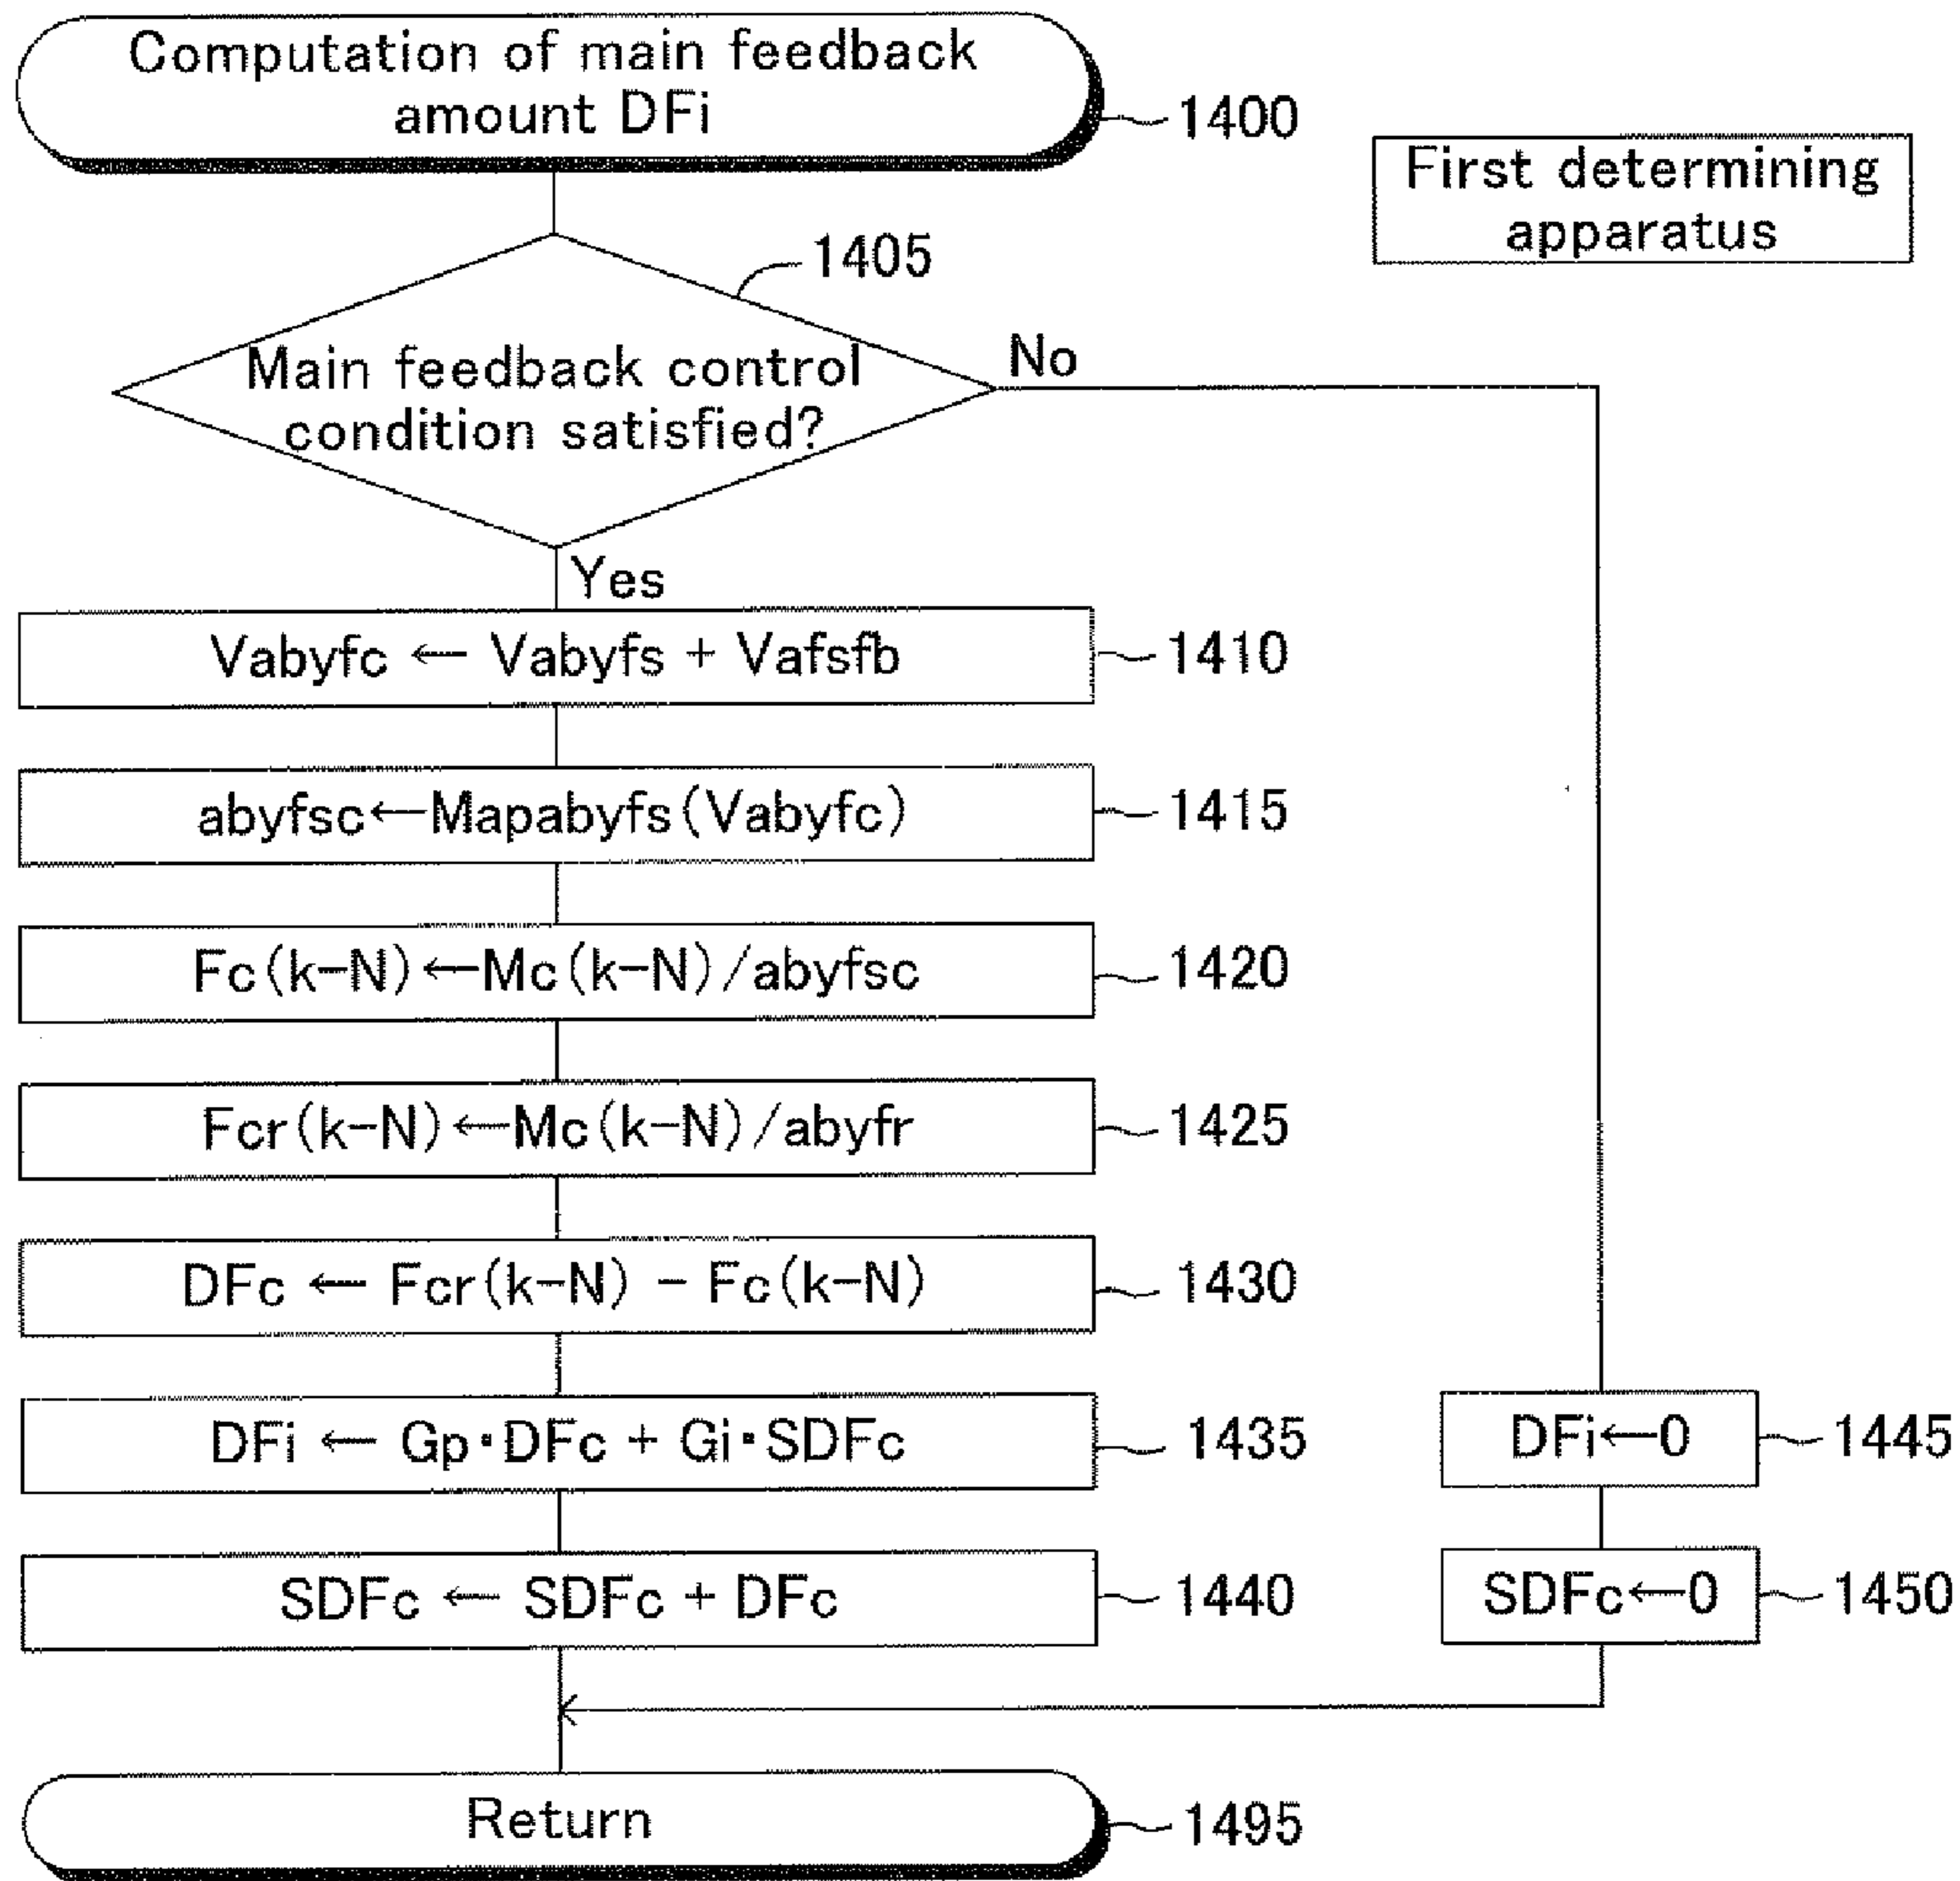 Computation of main feedback
amount DFi
1400
First determining
apparatus
1405
Main feedback control
condition satisfied?
No
Yes
Vabyfc ← Vabyfs + Vafsfb
1410
abyfsc←Mapabyfs(Vabyfc)
1415
Fc(k-N)←Mc(k-N)/abyfsc
1420
Fcr(k-N)←Mc(k-N)/abyfr
1425
DFc ← Fcr(k-N) - Fc(k-N)
1430
DFi ← Gp・DFc + Gi・SDFc
1435
DFi←0
1445
SDFc ← SDFc + DFc
1440
SDFc←0
1450
Return
1495